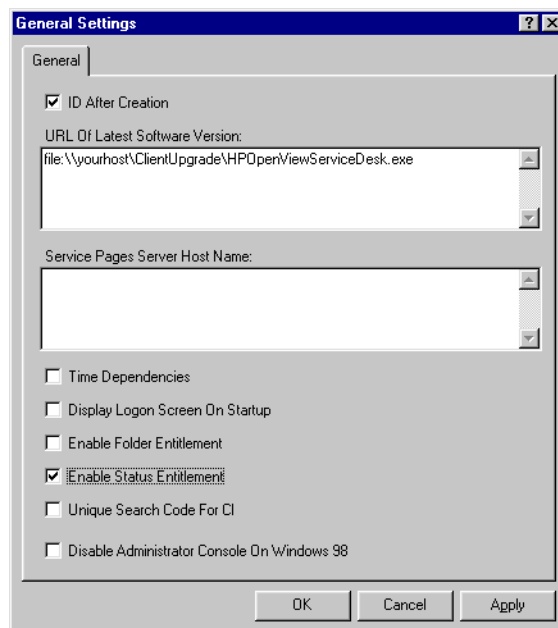 General Settings
General
ID After Creation
URL Of Latest Software Version:
file:\\yourhost\ClientUpgrade\HPOpenViewServiceDesk.exe
Service Pages Server Host Name:
Time Dependencies
Display Logon Screen On Startup
Enable Folder Entitlement
Enable Status Entitlement
Unique Search Code For CI
Disable Administrator Console On Windows 98
OK
Cancel
Apply